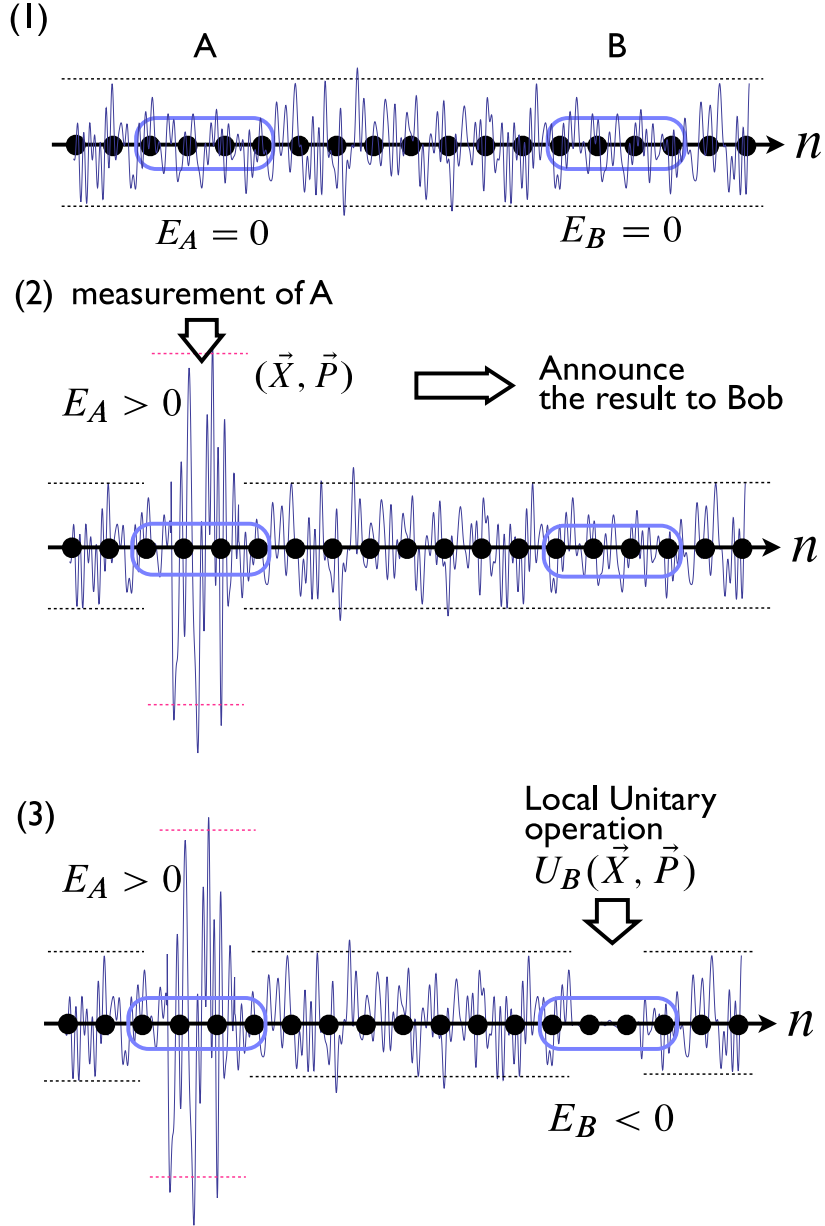 (1)
A
B
n
E_A = 0
E_B = 0
(2) measurement of A
(X⃗, P⃗)
Announce
the result to Bob
E_A > 0
n
(3)
Local Unitary
operation
U_B(X⃗, P⃗)
E_A > 0
n
E_B < 0